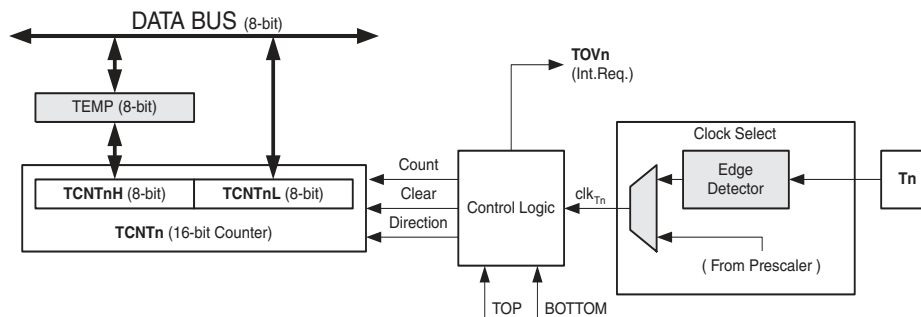 DATA BUS (8-bit)
TOVn
(Int.Req.)
TEMP (8-bit)
Clock Select
Count
Edge
Detector
Tn
TCNTnH (8-bit) TCNTnL (8-bit)
Clear
Control Logic
clkTn
TCNTn (16-bit Counter)
Direction
( From Prescaler )
TOP
BOTTOM